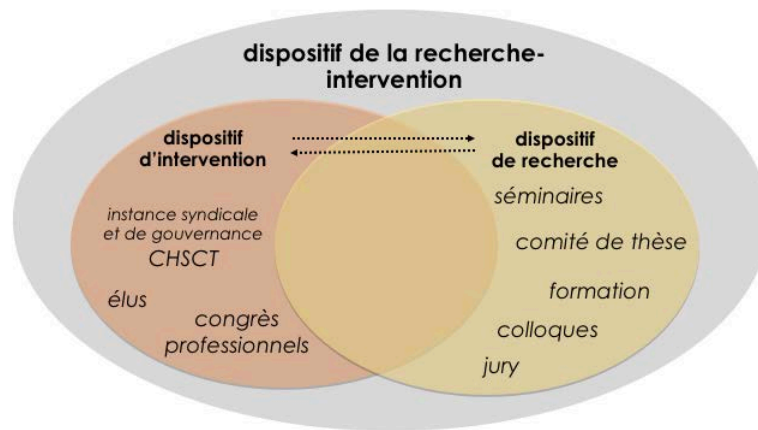 dispositif de la recherche-
intervention
dispositif
d'intervention
instance syndicale
et de gouvernance
CHSCT
élus
congrès
professionnels
dispositif
de recherche
séminaires
comité de thèse
formation
colloques
jury